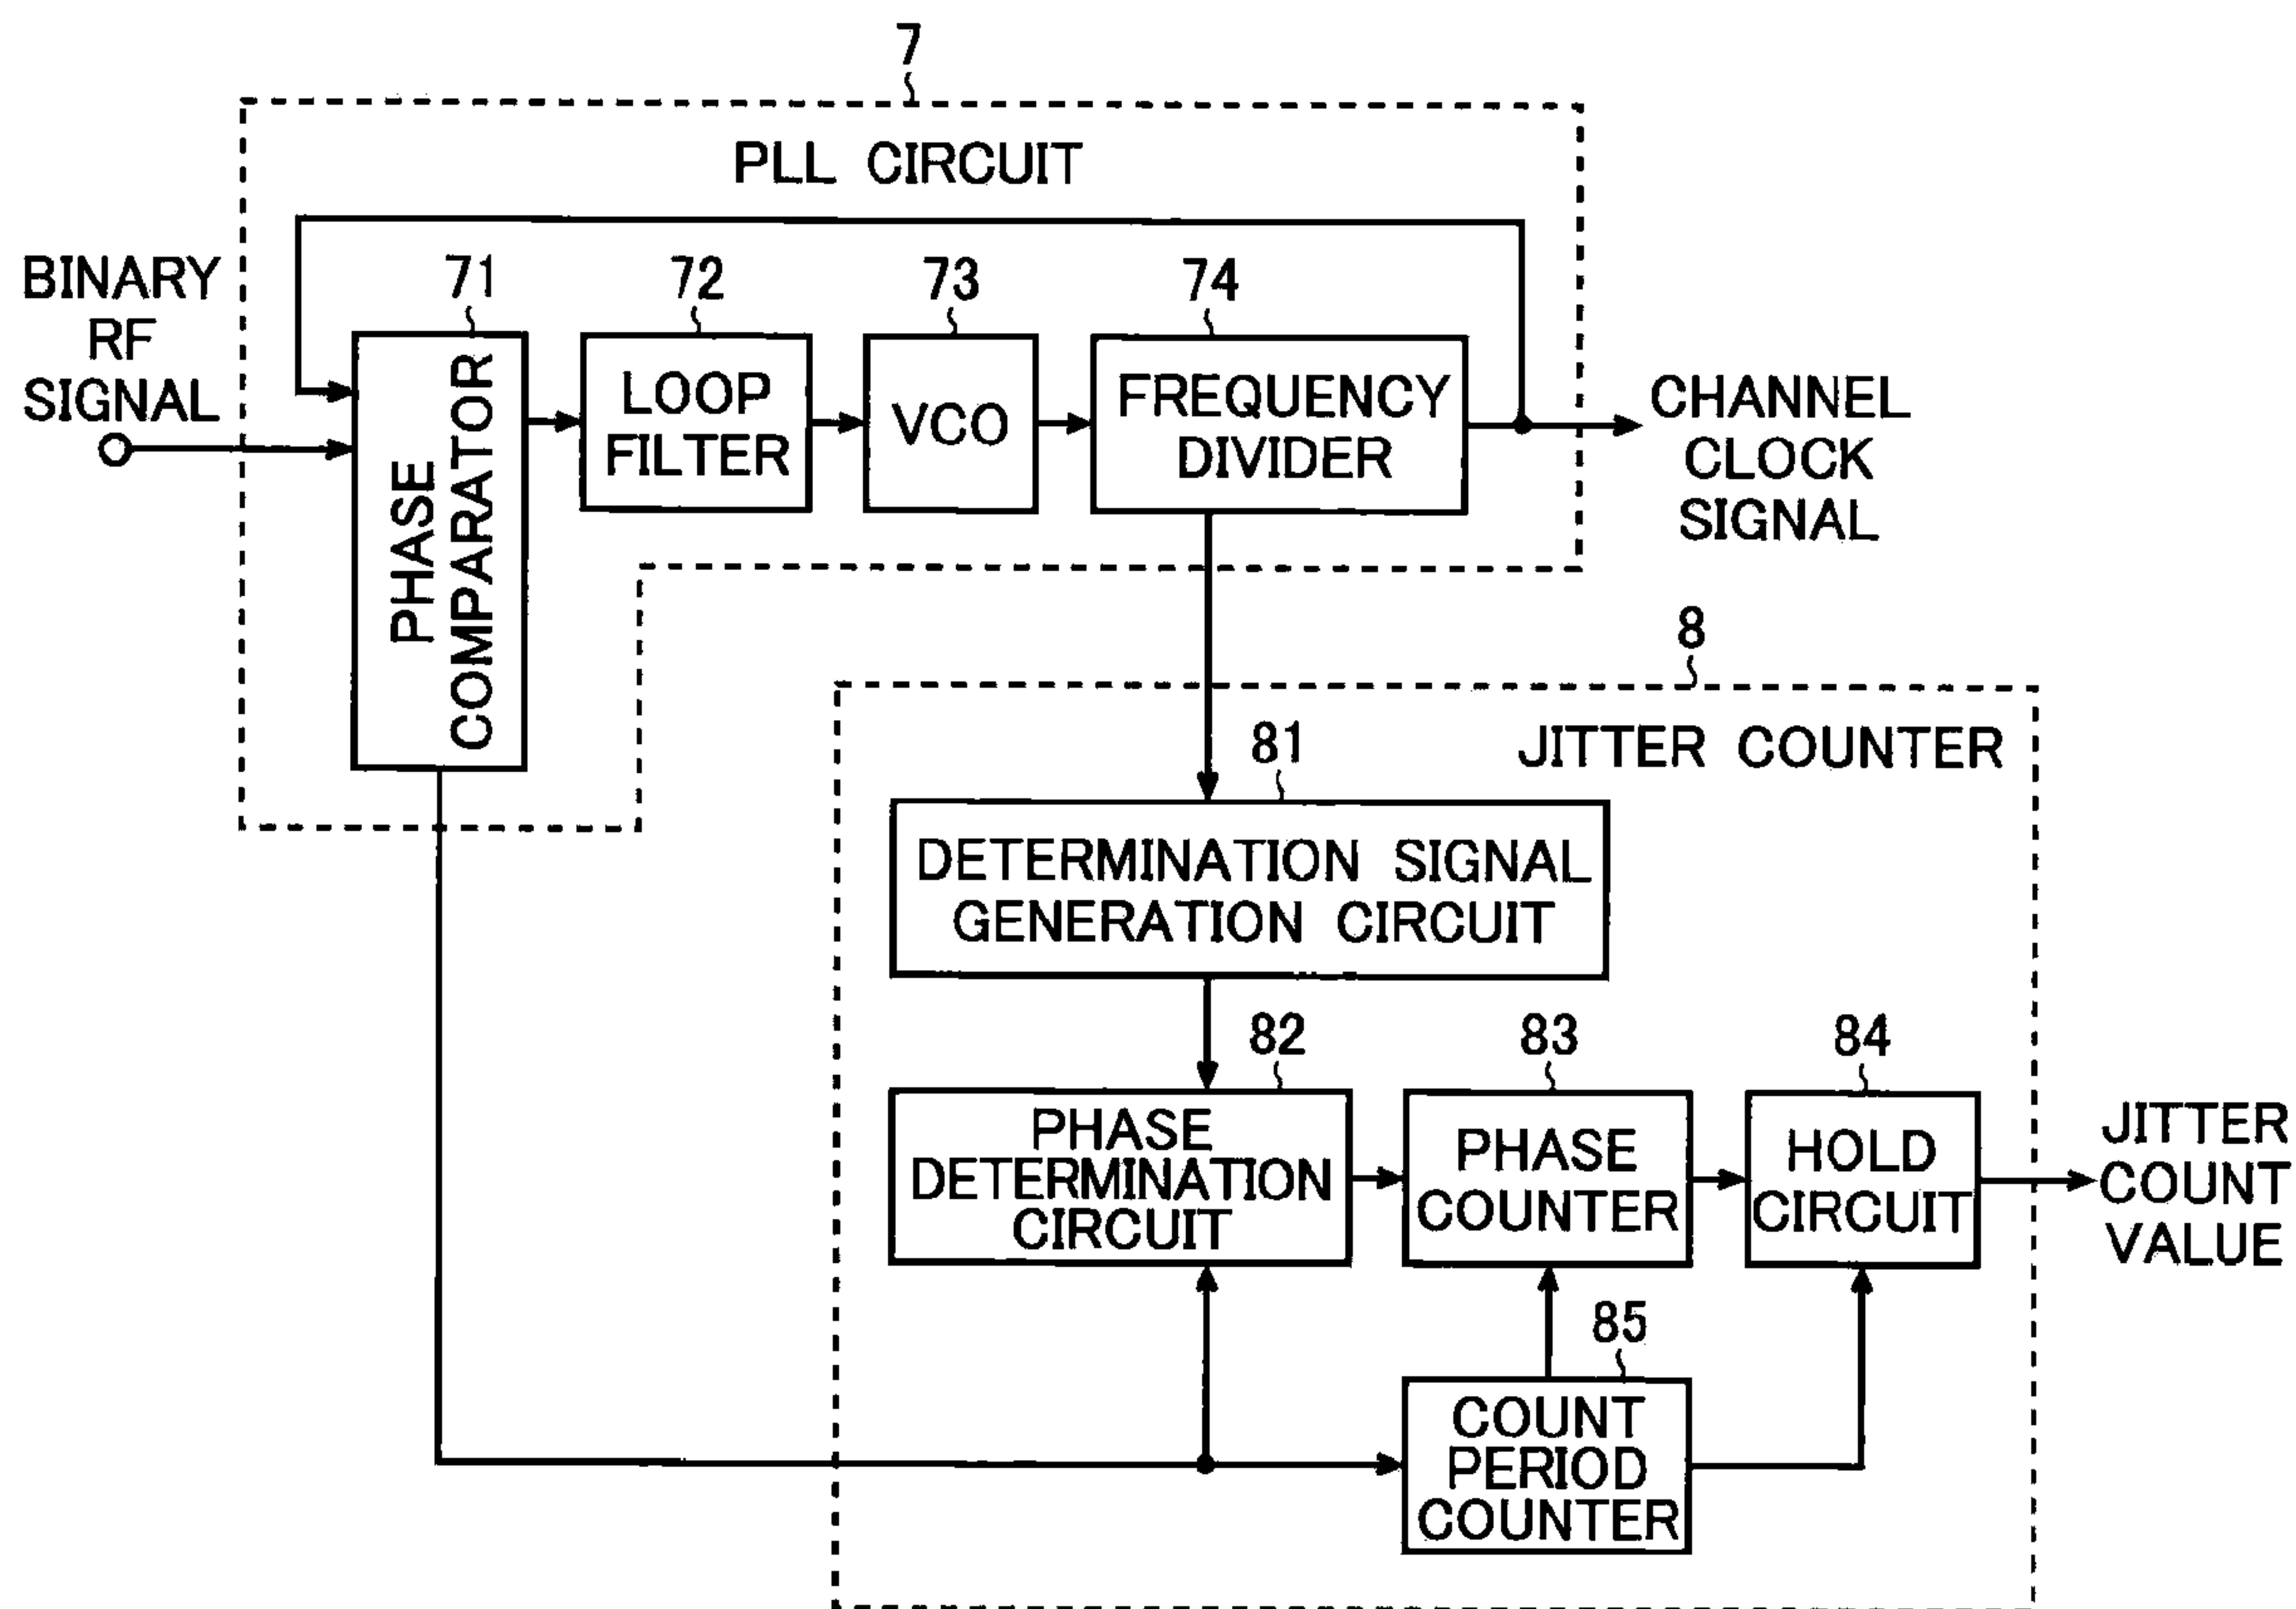 7
PLL CIRCUIT
BINARY
RF
SIGNAL
71
PHASE
COMPARATOR
72
LOOP
FILTER
73
VCO
74
FREQUENCY
DIVIDER
CHANNEL
CLOCK
SIGNAL
8
JITTER COUNTER
81
DETERMINATION SIGNAL
GENERATION CIRCUIT
82
PHASE
DETERMINATION
CIRCUIT
83
PHASE
COUNTER
84
HOLD
CIRCUIT
JITTER
COUNT
VALUE
85
COUNT
PERIOD
COUNTER